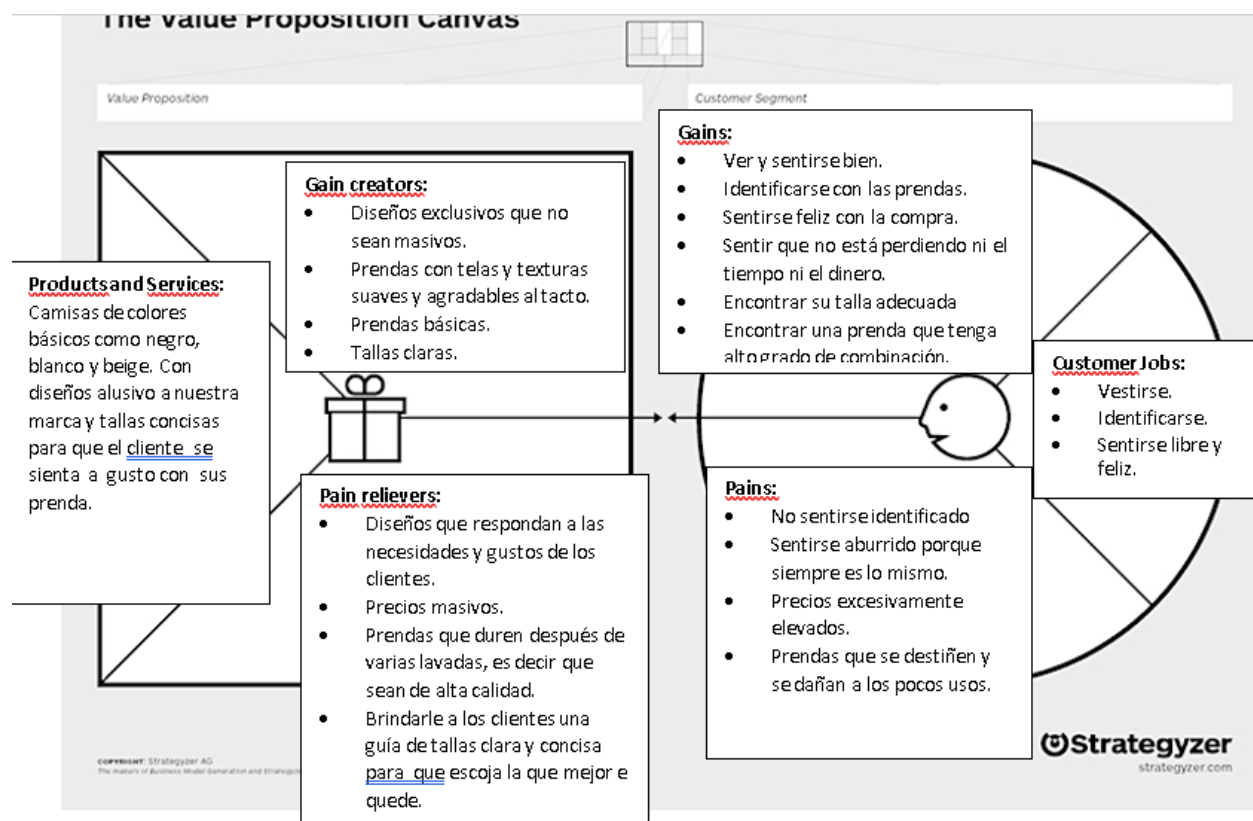 The Value Proposition Canvas
Value Proposition
Customer Segment
Products and Services:
Camisas de colores
básicos como negro,
blanco y beige. Con
diseños alusivo a nuestra
marca y tallas concisas
para que el cliente se
sienta a gusto con sus
prenda.
Gain creators:
• Diseños exclusivos que no
sean masivos.
• Prendas con telas y texturas
suaves y agradables al tacto.
• Prendas básicas.
• Tallas claras.
Pain relievers:
• Diseños que respondan a las
necesidades y gustos de los
clientes.
• Precios masivos.
• Prendas que duren después de
varias lavadas, es decir que
sean de alta calidad.
• Brindarle a los clientes una
guía de tallas clara y concisa
para que escoja la que mejor e
quede.
Gains:
• Ver y sentirse bien.
• Identificarse con las prendas.
• Sentirse feliz con la compra.
• Sentir que no está perdiendo ni el
tiempo ni el dinero.
• Encontrar su talla adecuada
• Encontrar una prenda que tenga
alto grado de combinación.
Customer Jobs:
• Vestirse.
• Identificarse.
• Sentirse libre y
feliz.
Pains:
• No sentirse identificado
• Sentirse aburrido porque
siempre es lo mismo.
• Precios excesivamente
elevados.
• Prendas que se destiñen y
se dañan a los pocos usos.
COPYRIGHT: Strategyzer AG
The makers of Business Model Generation and Strategyzer
Strategyzer
strategyzer.com